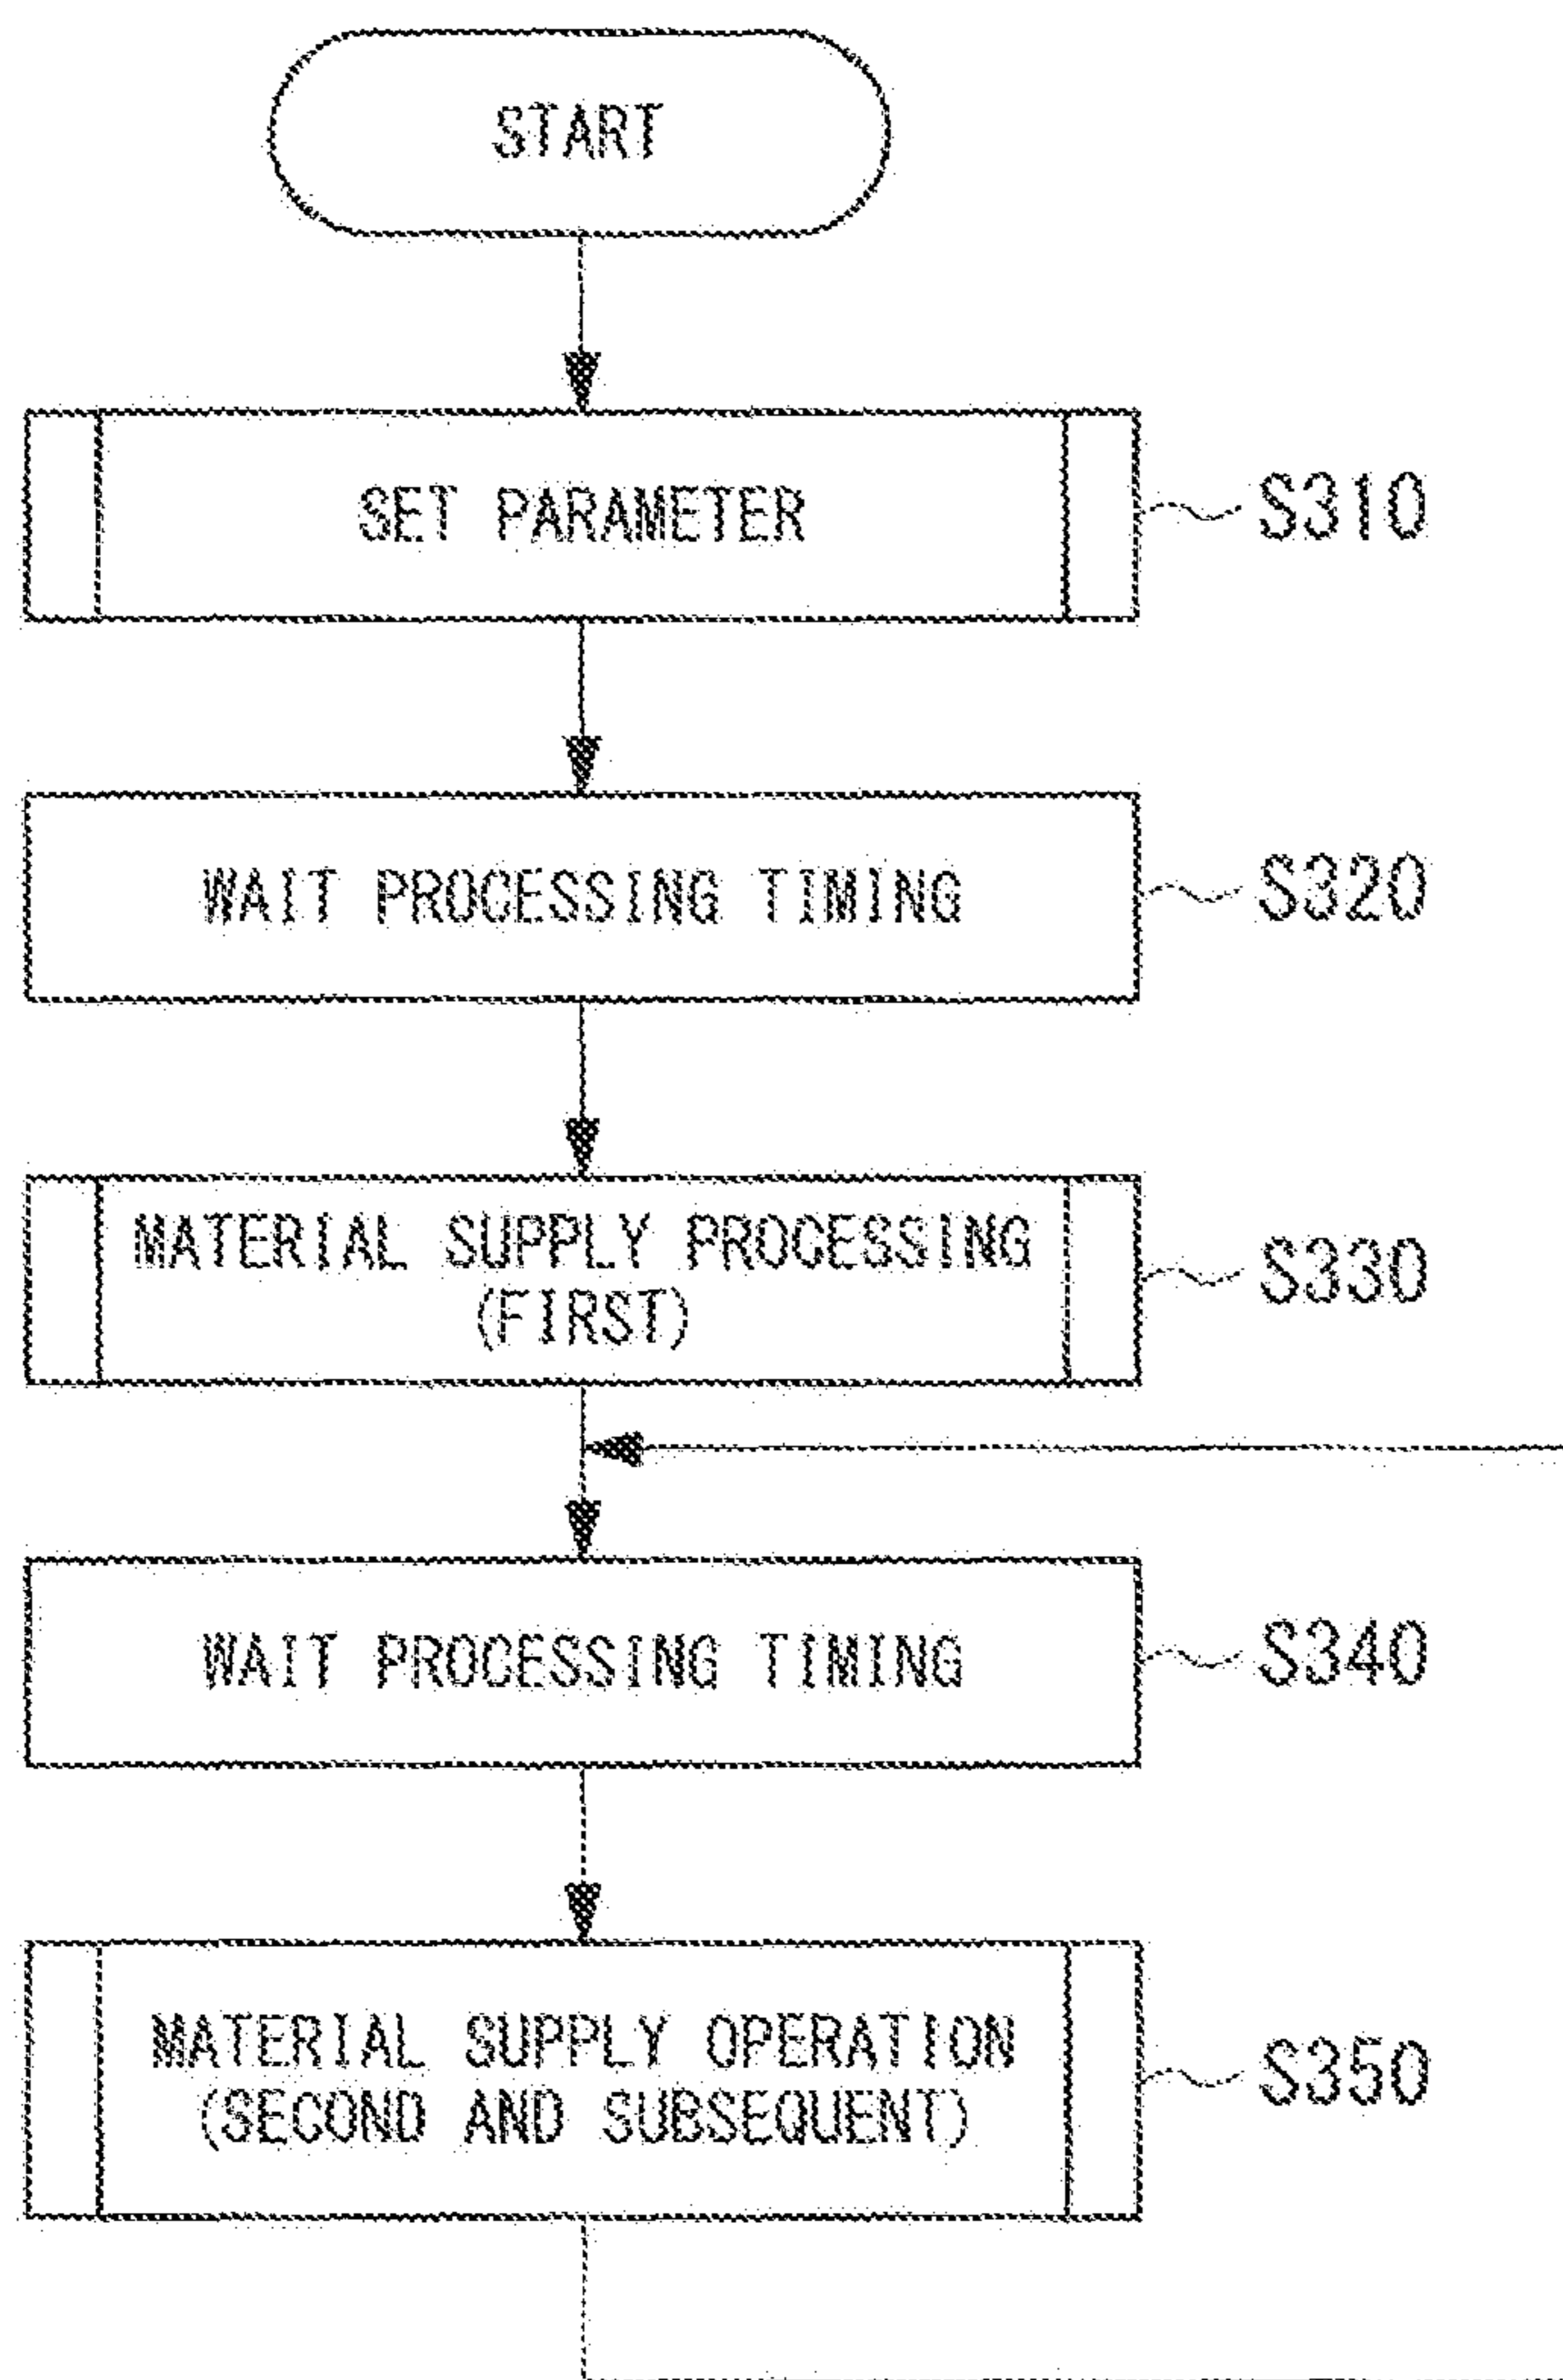 START
SET PARAMETER
S310
WAIT PROCESSING TIMING
S320
MATERIAL SUPPLY PROCESSING
(FIRST)
S330
WAIT PROCESSING TIMING
S340
MATERIAL SUPPLY OPERATION
(SECOND AND SUBSEQUENT)
S350